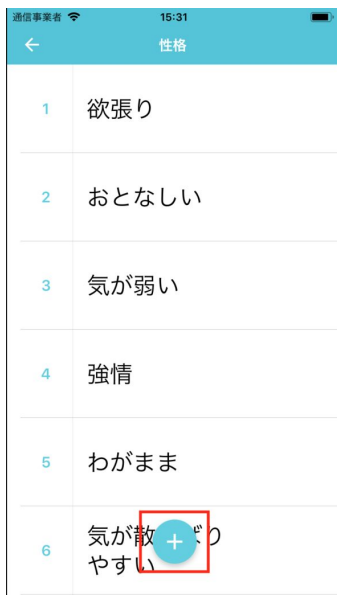 通信事業者 15:31
← 性格
1 欲張り
2 おとなしい
3 気が弱い
4 強情
5 わがまま
6 気が散 ばり
やすい
+